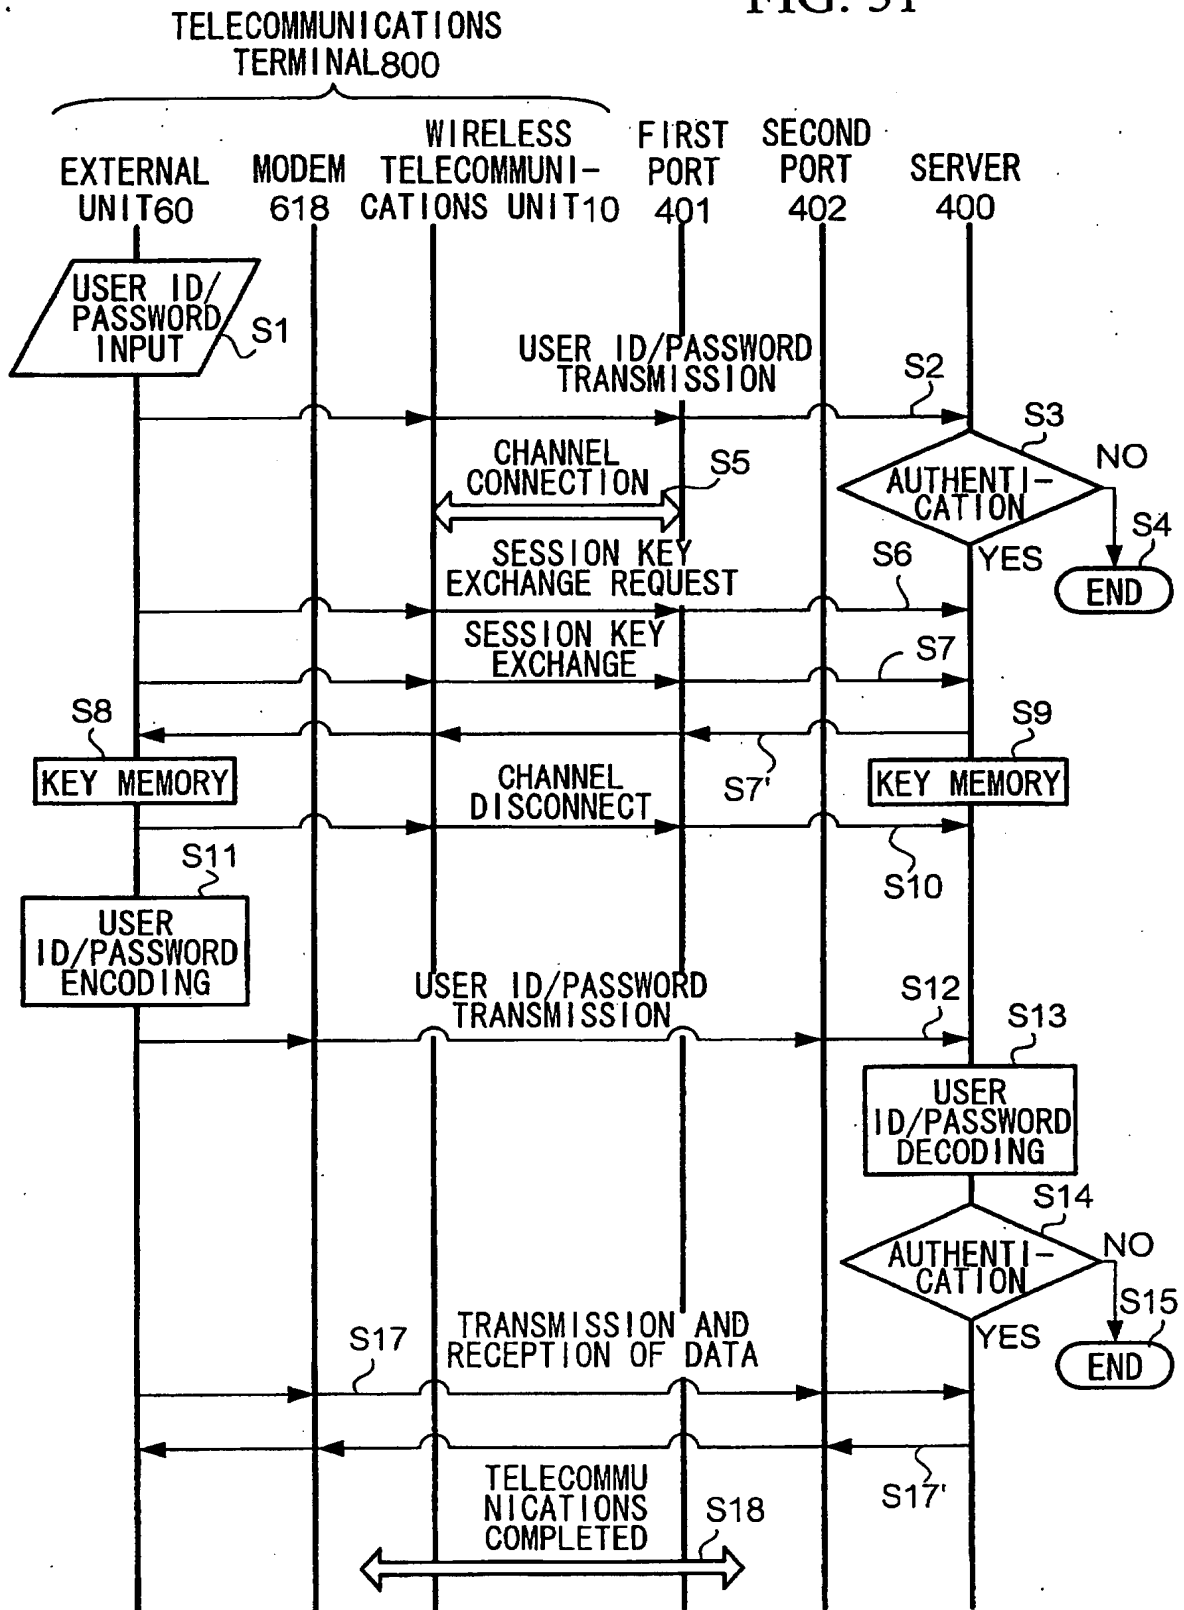 FIG. 31
TELECOMMUNICATIONS
TERMINAL800
EXTERNAL
UNIT60
MODEM
618
WIRELESS
TELECOMMUNI-
CATIONS UNIT10
FIRST
PORT
401
SECOND
PORT
402
SERVER
400
USER ID/
PASSWORD
INPUT
S1
USER ID/PASSWORD
TRANSMISSION
S2
S3
AUTHENTI-
CATION
NO
S4
END
YES
CHANNEL
CONNECTION
S5
SESSION KEY
EXCHANGE REQUEST
S6
SESSION KEY
EXCHANGE
S7
S7'
S8
KEY MEMORY
S9
KEY MEMORY
CHANNEL
DISCONNECT
S10
S11
USER
ID/PASSWORD
ENCODING
USER ID/PASSWORD
TRANSMISSION
S12
S13
USER
ID/PASSWORD
DECODING
S14
AUTHENTI-
CATION
NO
S15
END
YES
TRANSMISSION AND
RECEPTION OF DATA
S17
S17'
TELECOMMU
NICATIONS
COMPLETED
S18